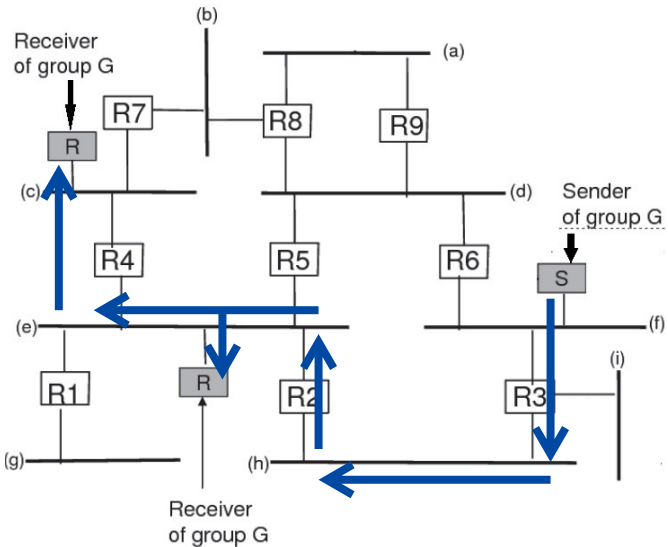 (b)
Receiver
of group G
(a)
R7
R8
R9
R
(c)
(d)
Sender
of group G
R4
R5
R6
S
(e)
(f)
(i)
R1
R
R2
R3
(g)
(h)
Receiver
of group G